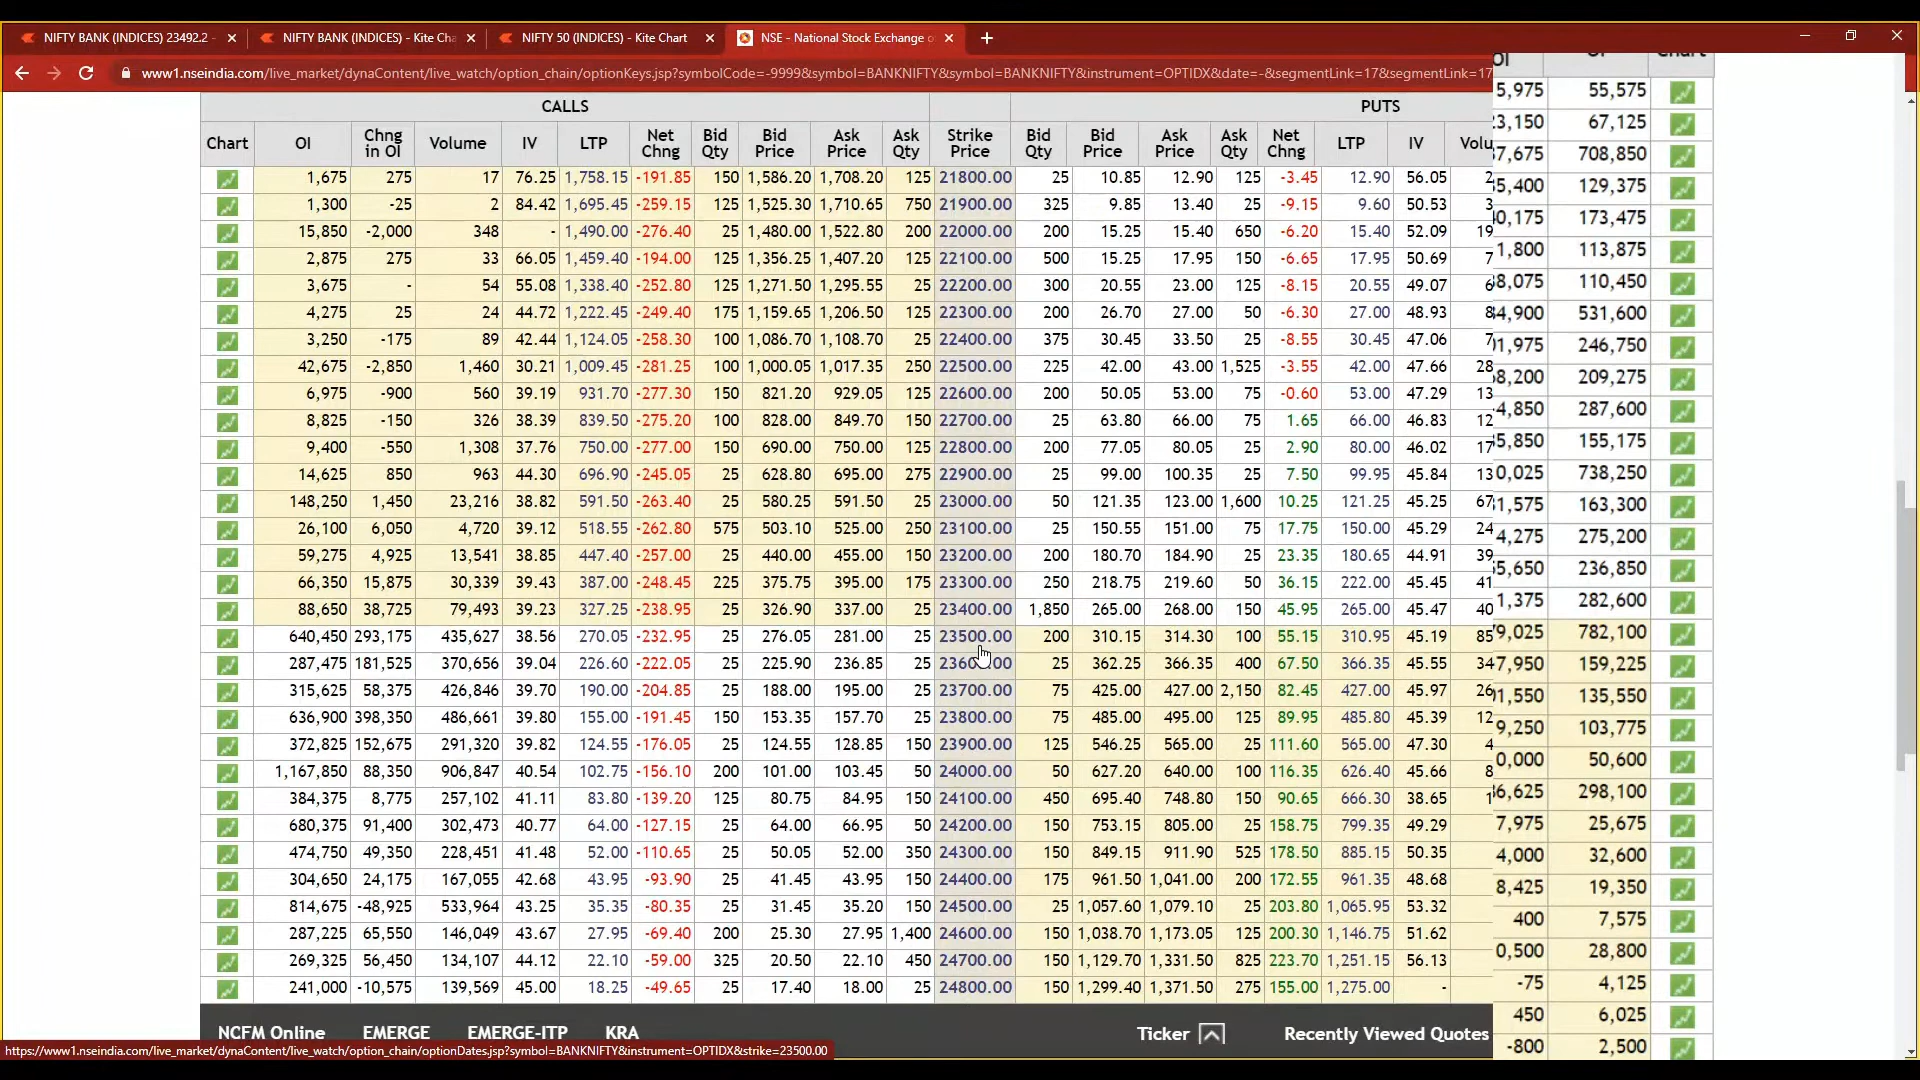 NIFTY BANK (INDICES) 23492.2 - NIFTY BANK (INDICES) - Kite Cha NIFTY 50 (INDICES) - Kite Chart NSE - National Stock Exchange o
www1.nseindia.com/live_market/dynaContent/live_watch/option_chain/optionKeys.jsp?symbolCode=-9999&symbol=BANKNIFTY&symbol=BANKNIFTY&instrument=OPTIDX&date=-&segmentLink=17&segmentLink=17
CALLS PUTS
Chart OI Chng in OI Volume IV LTP Net Chng Bid Qty Bid Price Ask Price Ask Qty Strike Price Bid Qty Bid Price Ask Price Ask Qty Net Chng LTP IV Volu
1,675 275 17 76.25 1,758.15 -191.85 150 1,586.20 1,708.20 125 21800.00 25 10.85 12.90 125 -3.45 12.90 56.05 2
1,300 -25 2 84.42 1,695.45 -259.15 125 1,525.30 1,710.65 750 21900.00 325 9.85 13.40 25 -9.15 9.60 50.53 3
15,850 -2,000 348 - 1,490.00 -276.40 25 1,480.00 1,522.80 200 22000.00 200 15.25 15.40 650 -6.20 15.40 52.09 19
2,875 275 33 66.05 1,459.40 -194.00 125 1,356.25 1,407.20 125 22100.00 500 15.25 17.95 150 -6.65 17.95 50.69 7
3,675 - 54 55.08 1,338.40 -252.80 125 1,271.50 1,295.55 25 22200.00 300 20.55 23.00 125 -8.15 20.55 49.07 6
4,275 25 24 44.72 1,222.45 -249.40 175 1,159.65 1,206.50 125 22300.00 200 26.70 27.00 50 -6.30 27.00 48.93 8
3,250 -175 89 42.44 1,124.05 -258.30 100 1,086.70 1,108.70 25 22400.00 375 30.45 33.50 25 -8.55 30.45 47.06 7
42,675 -2,850 1,460 30.21 1,009.45 -281.25 100 1,000.05 1,017.35 250 22500.00 225 42.00 43.00 1,525 -3.55 42.00 47.66 28
6,975 -900 560 39.19 931.70 -277.30 150 821.20 929.05 125 22600.00 200 50.05 53.00 75 -0.60 53.00 47.29 13
8,825 -150 326 38.39 839.50 -275.20 100 828.00 849.70 150 22700.00 25 63.80 66.00 75 1.65 66.00 46.83 12
9,400 -550 1,308 37.76 750.00 -277.00 150 690.00 750.00 125 22800.00 200 77.05 80.05 25 2.90 80.00 46.02 17
14,625 850 963 44.30 696.90 -245.05 25 628.80 695.00 275 22900.00 25 99.00 100.35 25 7.50 99.95 45.84 13
148,250 1,450 23,216 38.82 591.50 -263.40 25 580.25 591.50 25 23000.00 50 121.35 123.00 1,600 10.25 121.25 45.25 67
26,100 6,050 4,720 39.12 518.55 -262.80 575 503.10 525.00 250 23100.00 25 150.55 151.00 75 17.75 150.00 45.29 24
59,275 4,925 13,541 38.85 447.40 -257.00 25 440.00 455.00 150 23200.00 200 180.70 184.90 25 23.35 180.65 44.91 39
66,350 15,875 30,339 39.43 387.00 -248.45 225 375.75 395.00 175 23300.00 250 218.75 219.60 50 36.15 222.00 45.45 41
88,650 38,725 79,493 39.23 327.25 -238.95 25 326.90 337.00 25 23400.00 1,850 265.00 268.00 150 45.95 265.00 45.47 40
640,450 293,175 435,627 38.56 270.05 -232.95 25 276.05 281.00 25 23500.00 200 310.15 314.30 100 55.15 310.95 45.19 85
287,475 181,525 370,656 39.04 226.60 -222.05 25 225.90 236.85 25 23600.00 25 362.25 366.35 400 67.50 366.35 45.55 34
315,625 58,375 426,846 39.70 190.00 -204.85 25 188.00 195.00 25 23700.00 75 425.00 427.00 2,150 82.45 427.00 45.97 26
636,900 398,350 486,661 39.80 155.00 -191.45 150 153.35 157.70 25 23800.00 75 485.00 495.00 125 89.95 485.80 45.39 12
372,825 152,675 291,320 39.82 124.55 -176.05 25 124.55 128.85 150 23900.00 125 546.25 565.00 25 111.60 565.00 47.30 4
1,167,850 88,350 906,847 40.54 102.75 -156.10 200 101.00 103.45 50 24000.00 50 627.20 640.00 100 116.35 626.40 45.66 8
384,375 8,775 257,102 41.11 83.80 -139.20 125 80.75 84.95 150 24100.00 450 695.40 748.80 150 90.65 666.30 38.65 1
680,375 91,400 302,473 40.77 64.00 -127.15 25 64.00 66.95 50 24200.00 150 753.15 805.00 25 158.75 799.35 49.29
474,750 49,350 228,451 41.48 52.00 -110.65 25 50.05 52.00 350 24300.00 150 849.15 911.90 525 178.50 885.15 50.35
304,650 24,175 167,055 42.68 43.95 -93.90 25 41.45 43.95 150 24400.00 175 961.50 1,041.00 200 172.55 961.35 48.68
814,675 -48,925 533,964 43.25 35.35 -80.35 25 31.45 35.20 150 24500.00 25 1,057.60 1,079.10 25 203.80 1,065.95 53.32
287,225 65,550 146,049 43.67 27.95 -69.40 200 25.30 27.95 1,400 24600.00 150 1,038.70 1,173.05 125 200.30 1,146.75 51.62
269,325 56,450 134,107 44.12 22.10 -59.00 325 20.50 22.10 450 24700.00 150 1,129.70 1,331.50 825 223.70 1,251.15 56.13
241,000 -10,575 139,569 45.00 18.25 -49.65 25 17.40 18.00 25 24800.00 150 1,299.40 1,371.50 275 155.00 1,275.00 -
NCFM Online EMERGE EMERGE-ITP KRA Ticker Recently Viewed Quotes
https://www1.nseindia.com/live_market/dynaContent/live_watch/option_chain/optionDates.jsp?symbol=BANKNIFTY&instrument=OPTIDX&strike=23500.00
5,975 55,575
23,150 67,125
37,675 708,850
129,375
173,475
1,800 113,875
110,450
531,600
246,750
209,275
4,850 287,600
155,175
0,025 738,250
163,300
4,275 275,200
236,850
1,375 282,600
782,100
7,950 159,225
135,550
9,250 103,775
0,000 50,600
298,100
7,975 25,675
4,000 32,600
8,425 19,350
400 7,575
0,500 28,800
-75 4,125
450 6,025
-800 2,500